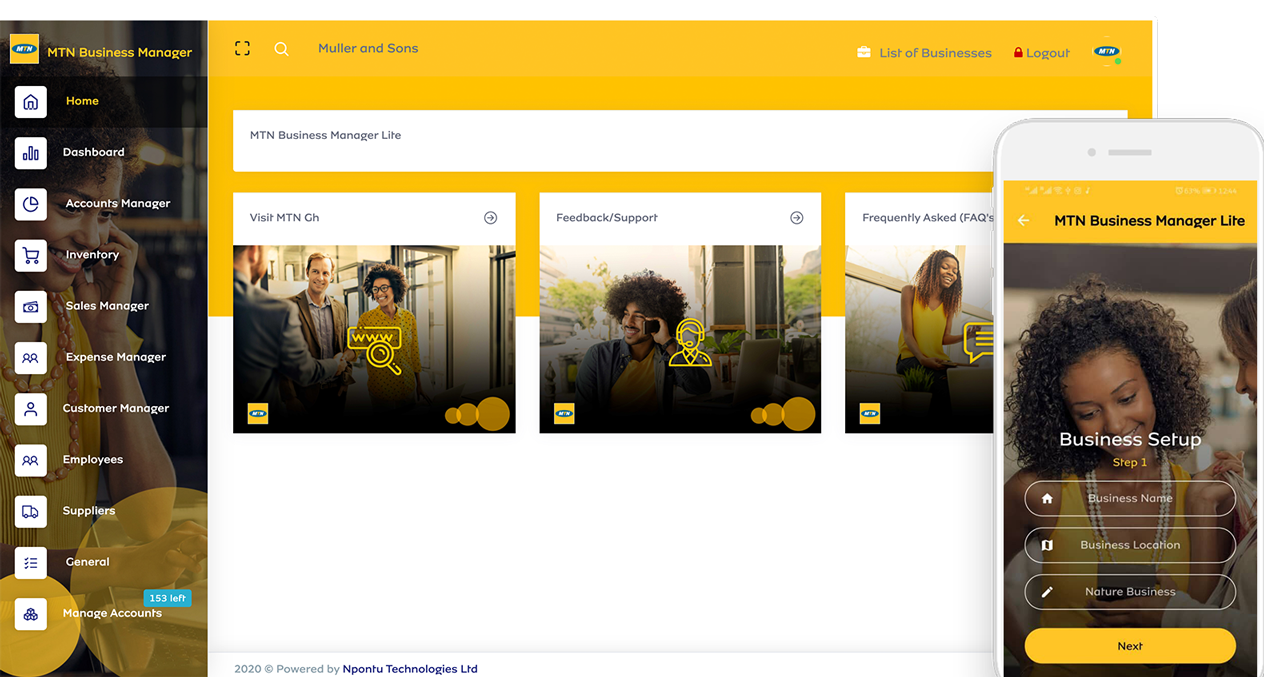 MTN
MTN Business Manager
Muller and Sons
List of Businesses
Logout
MTN
Home
Dashboard
Accounts Manager
Inventory
Sales Manager
Expense Manager
Customer Manager
Employees
Suppliers
General
153 left
Manage Accounts
MTN Business Manager Lite
Visit MTN Gh
www
MTN
Feedback/Support
MTN
Frequently Asked (FAQ's
MTN
2020 © Powered by Npontu Technologies Ltd
MTN Business Manager Lite
Business Setup
Step 1
Business Name
Business Location
Nature Business
Next